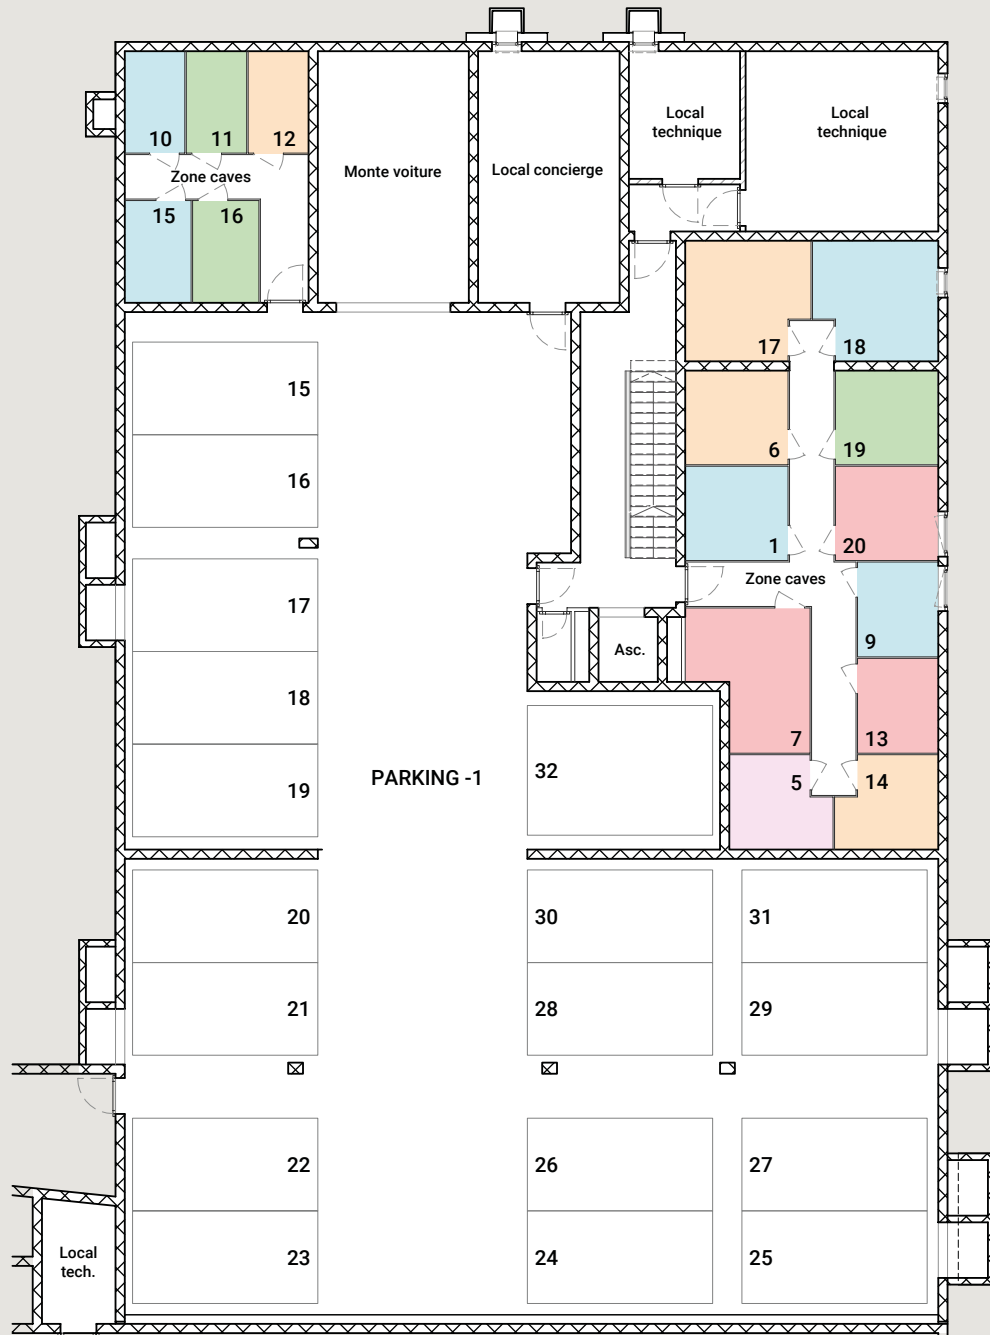 10
11
12
Zone caves
15
16
Monte voiture
Local concierge
Local
technique
Local
technique
17
18
6
19
1
20
Zone caves
9
7
13
5
14
Asc.
15
16
17
18
19
PARKING -1
32
20
30
31
21
28
29
22
26
27
23
24
25
Local
tech.